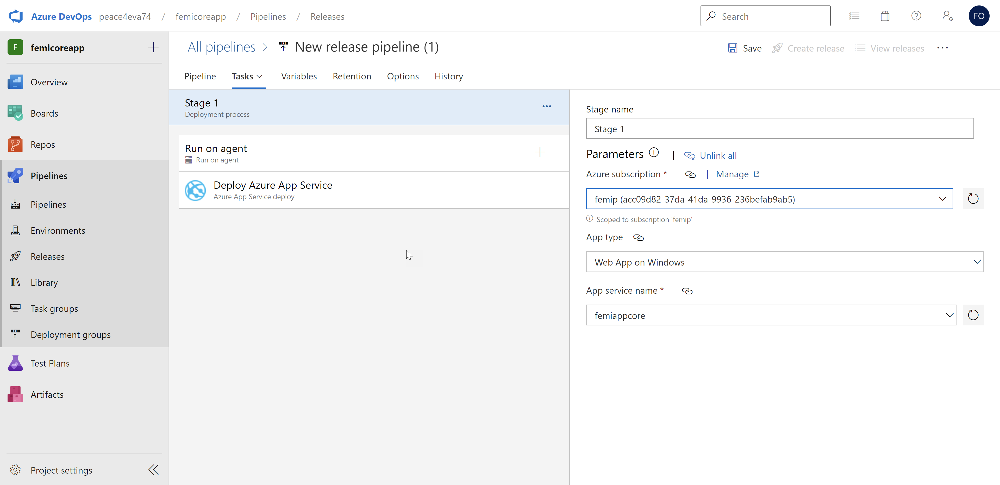 Azure DevOps peace4eva74 / femicoreapp / Pipelines / Releases
Search
FO
F femicoreapp
Overview
Boards
Repos
Pipelines
Pipelines
Environments
Releases
Library
Task groups
Deployment groups
Test Plans
Artifacts
Project settings
All pipelines > New release pipeline (1)
Save
Create release
View releases
Pipeline
Tasks
Variables
Retention
Options
History
Stage 1
Deployment process
Run on agent
Run on agent
Deploy Azure App Service
Azure App Service deploy
Stage name
Stage 1
Parameters | Unlink all
Azure subscription * | Manage
femip (acc09d82-37da-41da-9936-236befab9ab5)
Scoped to subscription 'femip'
App type
Web App on Windows
App service name *
femiappcore